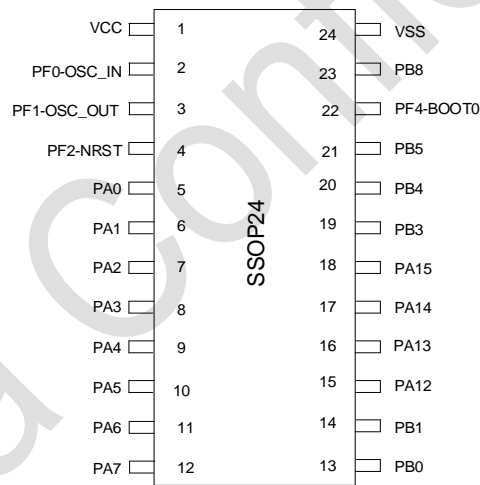 VCC 1 24 VSS
PF0-OSC_IN 2 23 PB8
PF1-OSC_OUT 3 22 PF4-BOOT0
PF2-NRST 4 21 PB5
PA0 5 20 PB4
PA1 6 19 PB3
PA2 7 18 PA15
PA3 8 17 PA14
PA4 9 16 PA13
PA5 10 15 PA12
PA6 11 14 PB1
PA7 12 13 PB0
SSOP24